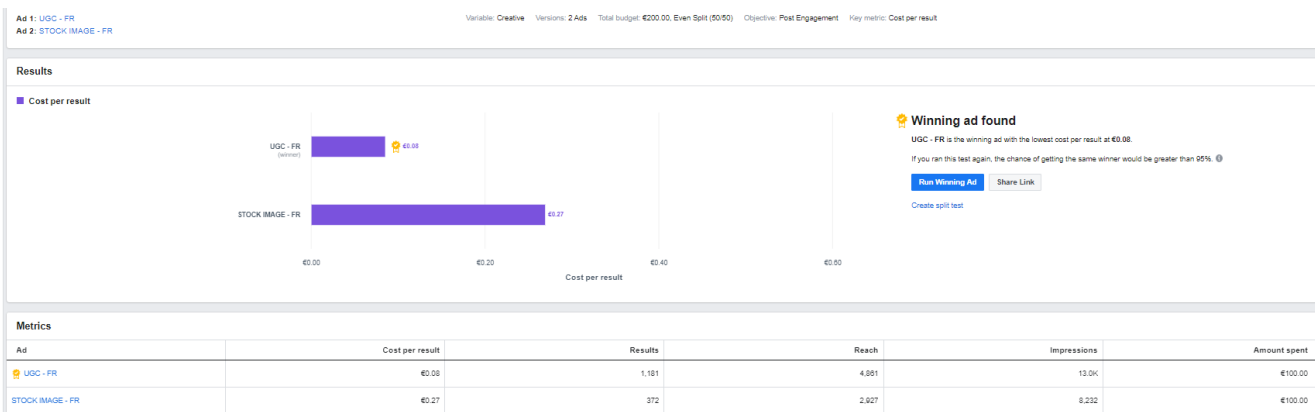 Ad 1: UGC - FR
Ad 2: STOCK IMAGE - FR
Variable: Creative Versions: 2 Ads Total budget: €200.00, Even Split (50/50) Objective: Post Engagement Key metric: Cost per result
Results
Cost per result
UGC - FR
(winner)
€0.08
STOCK IMAGE - FR
€0.27
€0.00 €0.20 €0.40 €0.60
Cost per result
Winning ad found
UGC - FR is the winning ad with the lowest cost per result at €0.08.
If you ran this test again, the chance of getting the same winner would be greater than 95%.
Run Winning Ad Share Link
Create split test
Metrics
Ad Cost per result Results Reach Impressions Amount spent
UGC - FR €0.08 1,181 4,861 13.0K €100.00
STOCK IMAGE - FR €0.27 372 2,927 8,232 €100.00